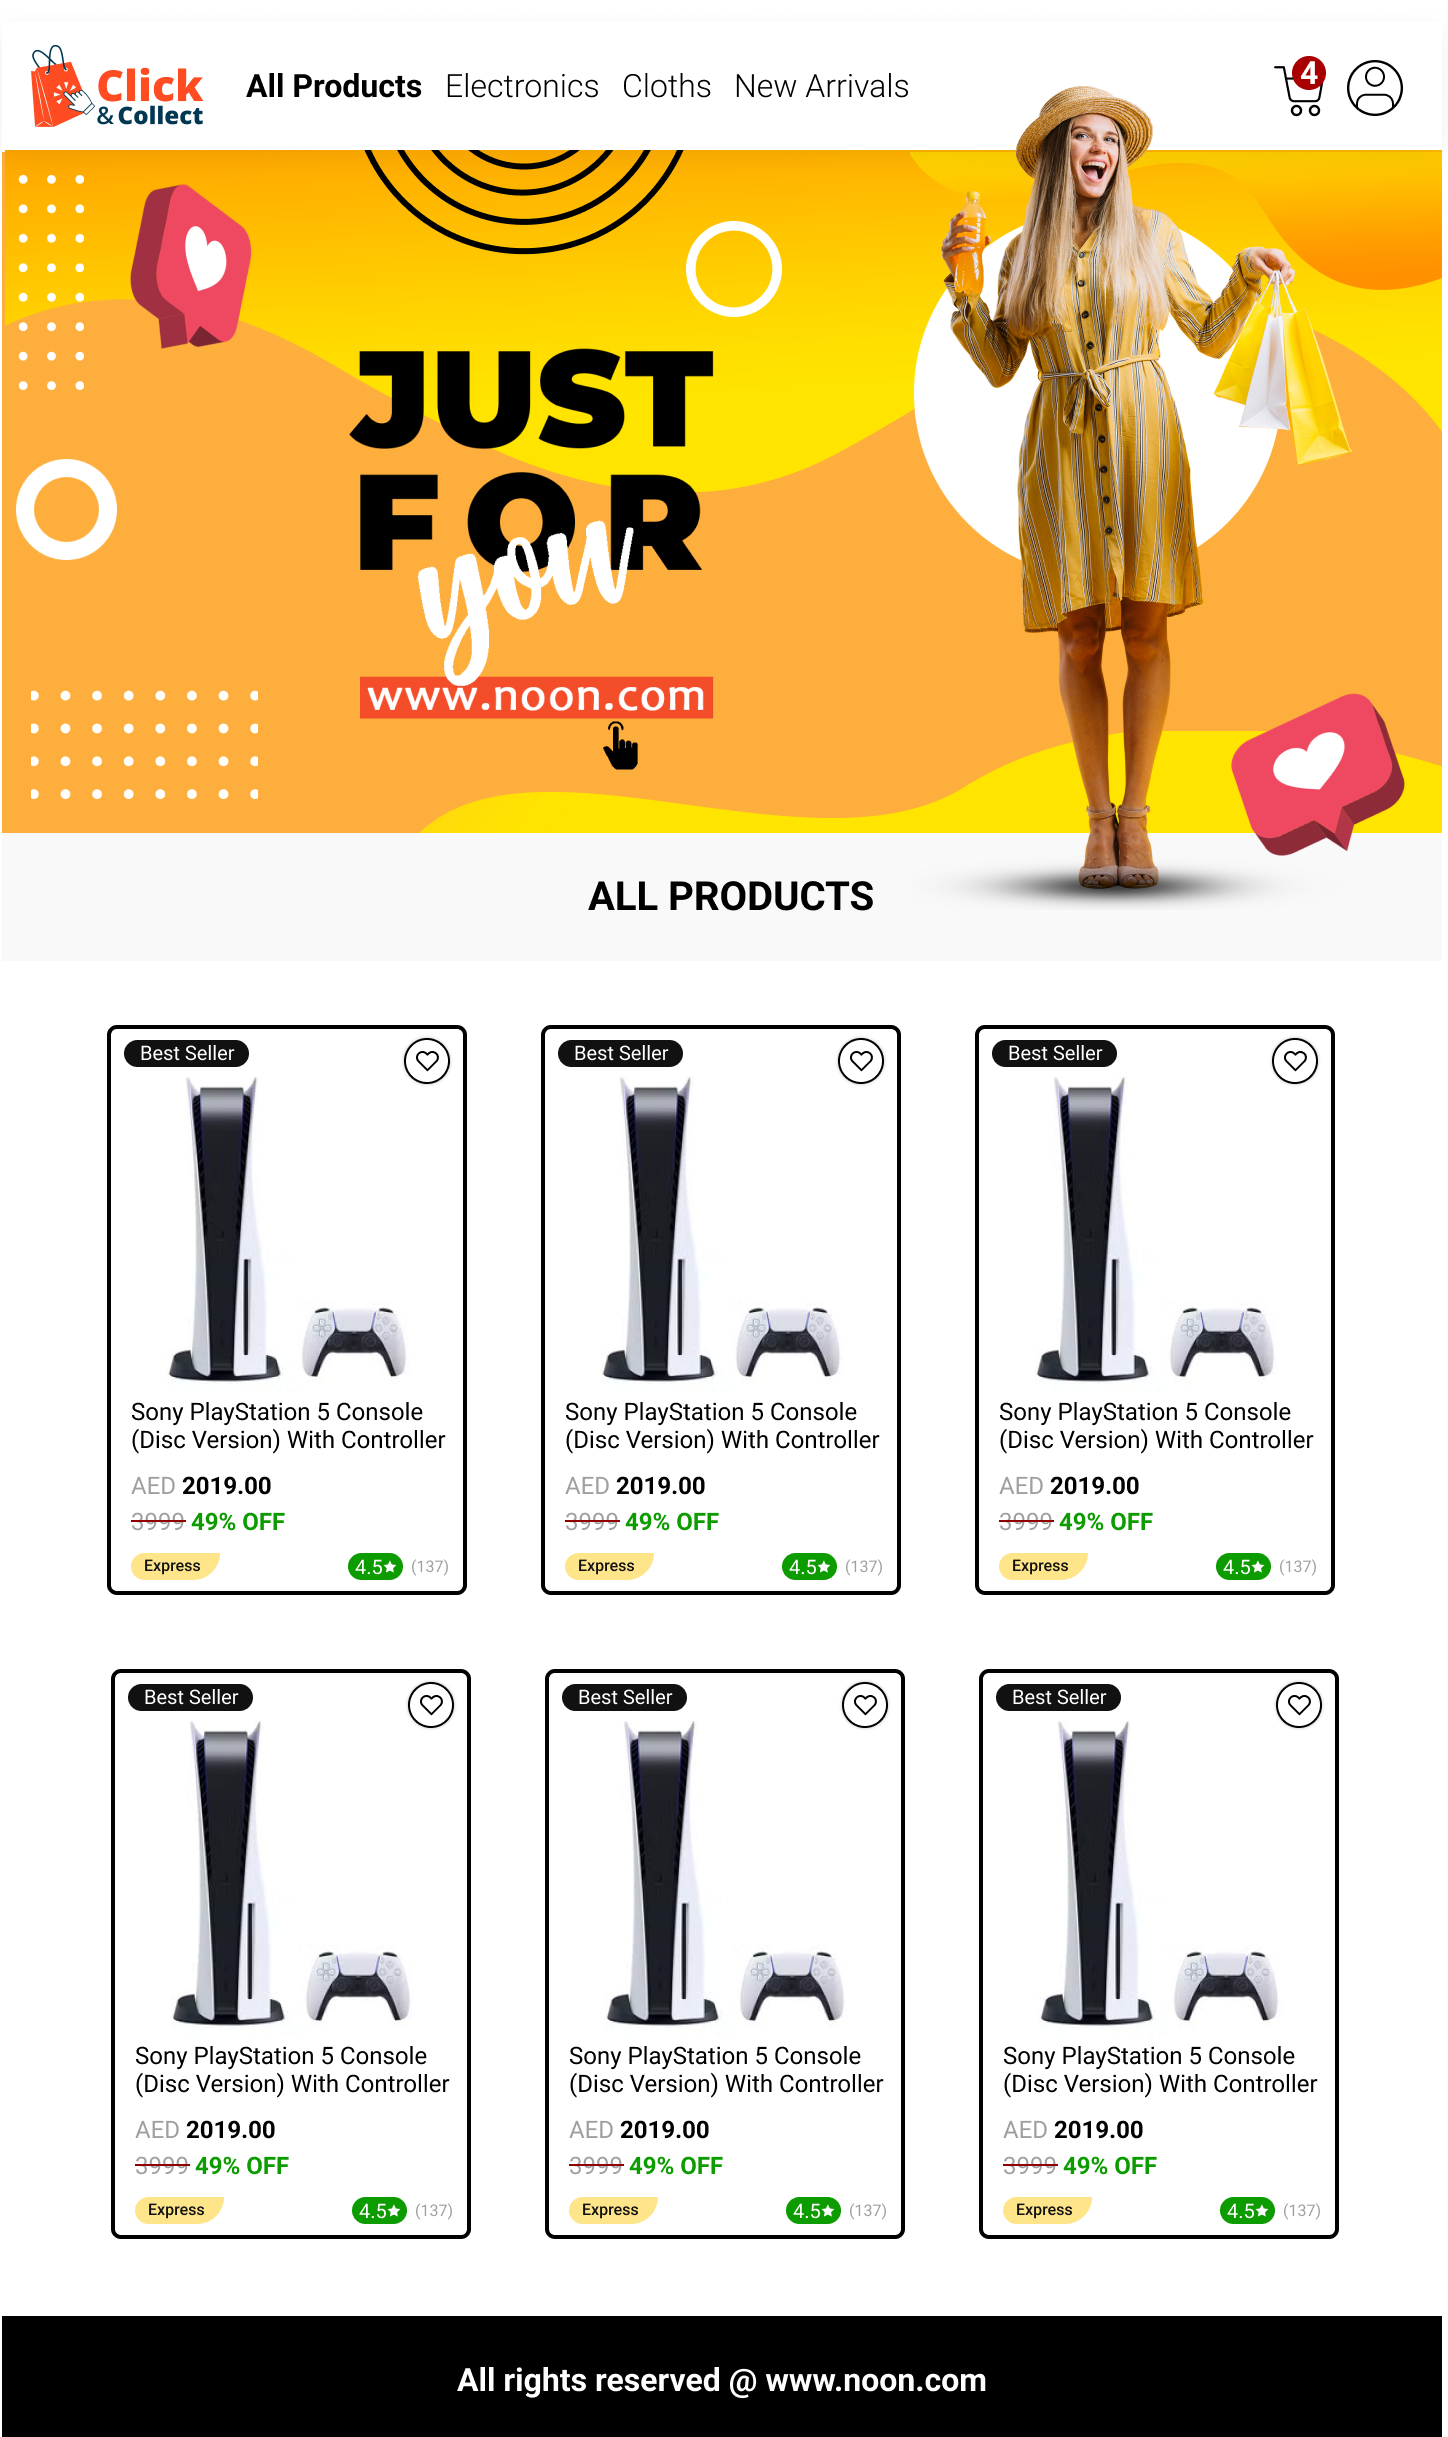 Click
& Collect
All Products Electronics Cloths New Arrivals
4
JUST
FOR
you
www.noon.com
ALL PRODUCTS
Best Seller Best Seller Best Seller
Sony PlayStation 5 Console Sony PlayStation 5 Console Sony PlayStation 5 Console
(Disc Version) With Controller (Disc Version) With Controller (Disc Version) With Controller
AED 2019.00 AED 2019.00 AED 2019.00
3999 49% OFF 3999 49% OFF 3999 49% OFF
Express 4.5★ (137) Express 4.5★ (137) Express 4.5★ (137)
Best Seller Best Seller Best Seller
Sony PlayStation 5 Console Sony PlayStation 5 Console Sony PlayStation 5 Console
(Disc Version) With Controller (Disc Version) With Controller (Disc Version) With Controller
AED 2019.00 AED 2019.00 AED 2019.00
3999 49% OFF 3999 49% OFF 3999 49% OFF
Express 4.5★ (137) Express 4.5★ (137) Express 4.5★ (137)
All rights reserved @ www.noon.com